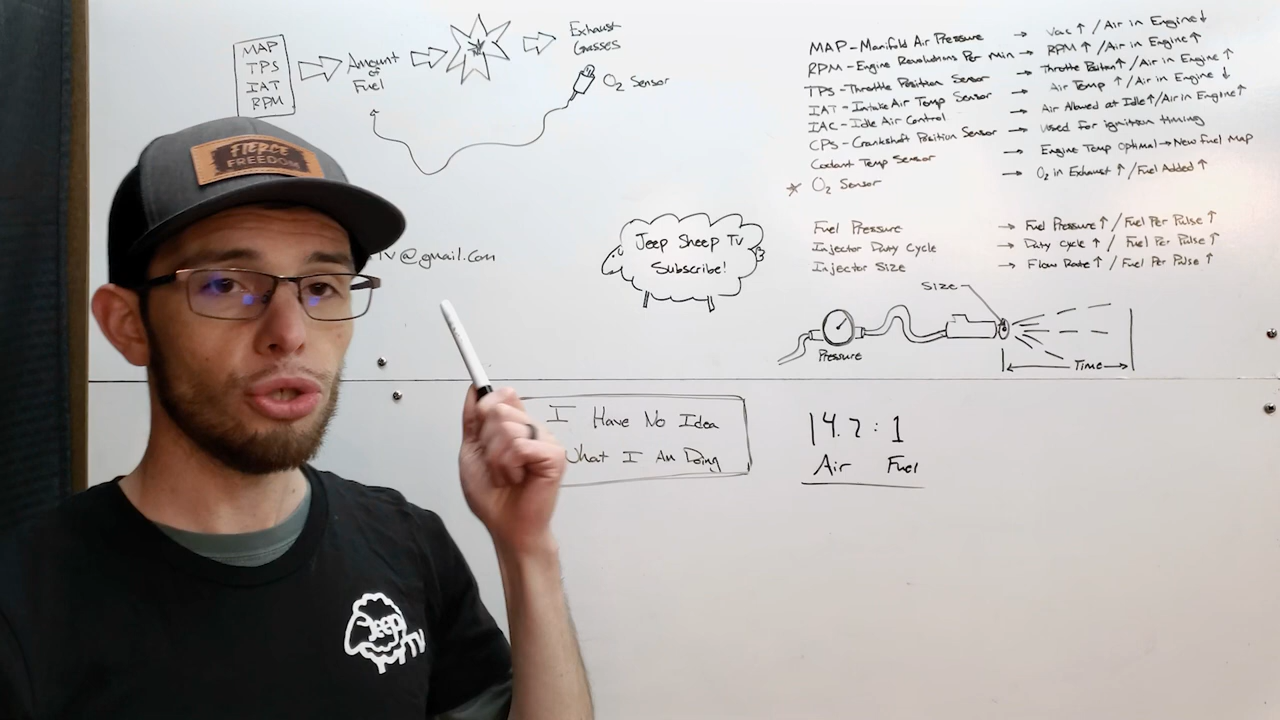 MAP
TPS
IAT
RPM
Amount
of
Fuel
Exhaust
Gasses
O2 Sensor
MAP - Manifold Air Pressure → Vac ↑ / Air in Engine ↓
RPM - Engine Revolutions Per Min → RPM ↑ / Air in Engine ↑
TPS - Throttle Position Sensor → Throttle Position ↑ / Air in Engine ↑
IAT - Intake Air Temp Sensor → Air Temp ↑ / Air in Engine ↓
IAC - Idle Air Control → Air Allowed at Idle ↑ / Air in Engine ↑
CPS - Crankshaft Position Sensor → Used for ignition timing
Coolant Temp Sensor → Engine Temp Optimal → New fuel map
* O2 Sensor → O2 in Exhaust ↑ / Fuel Added ↑
Fuel Pressure → Fuel Pressure ↑ / Fuel Per Pulse ↑
Injector Duty Cycle → Duty Cycle ↑ / Fuel Per Pulse ↑
Injector Size → Flow Rate ↑ / Fuel Per Pulse ↑
Size
Pressure
Time
FIERCE
FREEDOM
TV@gmail.com
Jeep Sheep TV
Subscribe!
I Have No Idea
What I Am Doing
14.7 : 1
Air Fuel
Jeep
TV